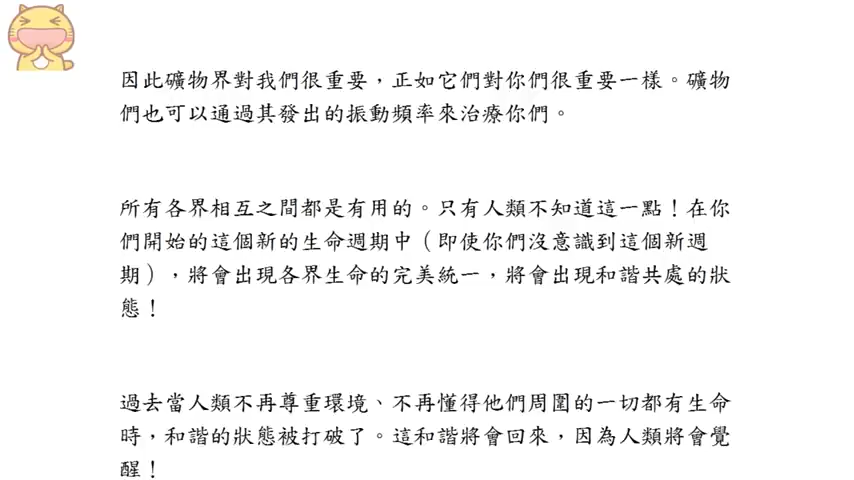 因此礦物界對我們很重要，正如它們對你們很重要一樣。礦物
們也可以通過其發出的振動頻率來治療你們。
所有各界相互之間都是有用的。只有人類不知道這一點！在你
們開始的這個新的生命週期中（即使你們沒意識到這個新週
期），將會出現各界生命的完美統一，將會出現和諧共處的狀
態！
過去當人類不再尊重環境、不再懂得他們周圍的一切都有生命
時，和諧的狀態被打破了。這和諧將會回來，因為人類將會覺
醒！